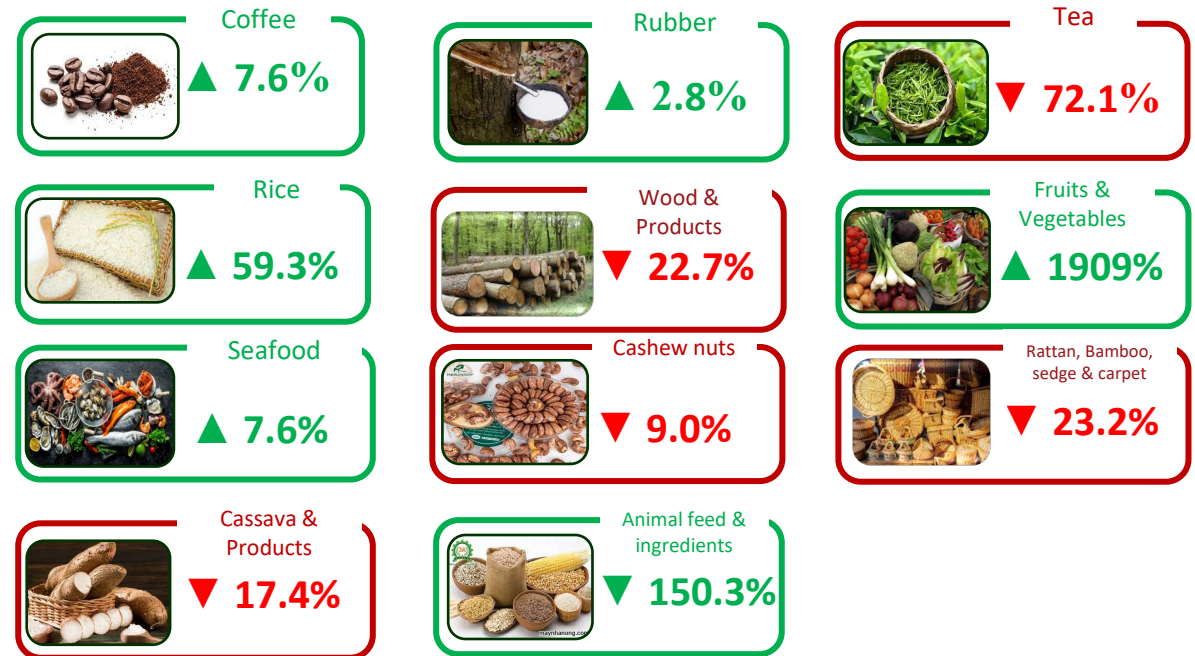 Coffee
▲ 7.6%
Rubber
▲ 2.8%
Tea
▼ 72.1%
Rice
▲ 59.3%
Wood &
Products
▼ 22.7%
Fruits &
Vegetables
▲ 1909%
Seafood
▲ 7.6%
Cashew nuts
▼ 9.0%
Rattan, Bamboo,
sedge & carpet
▼ 23.2%
Cassava &
Products
▼ 17.4%
Animal feed &
ingredients
▼ 150.3%
maynhanong.com